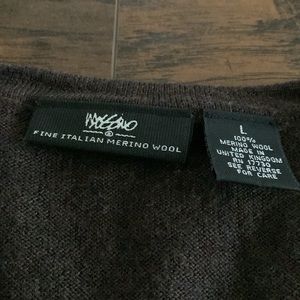 mossimo
FINE ITALIAN MERINO WOOL
L
100%
MERINO WOOL
MADE IN
UNITED KINGDOM
RN 17730
SEE REVERSE
FOR CARE